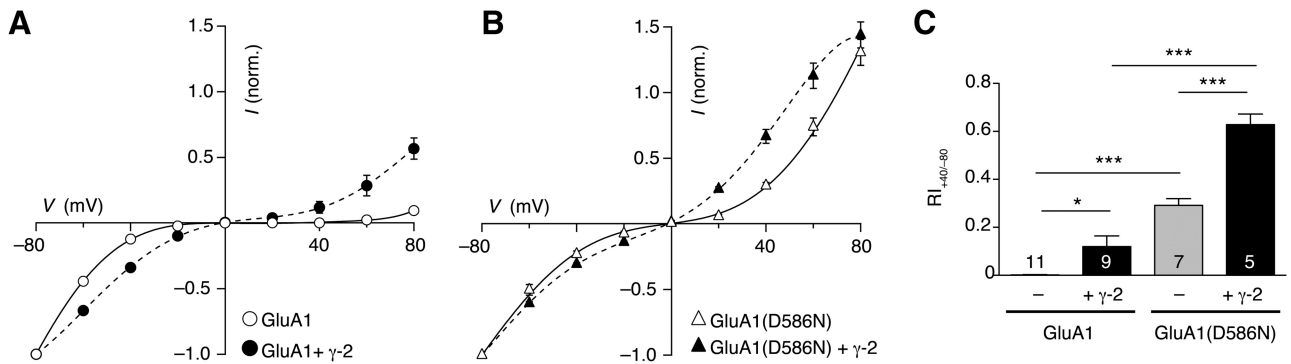 A
1.5
1.0
0.5
I (norm.)
V (mV)
−80
40
80
−0.5
−1.0
GluA1
GluA1+ γ-2
B
1.5
1.0
0.5
I (norm.)
V (mV)
−80
40
80
−0.5
−1.0
GluA1(D586N)
GluA1(D586N) + γ-2
C
RI+40/−80
0.8
0.6
0.4
0.2
0
***
***
***
*
11
9
7
5
− + γ-2 − + γ-2
GluA1 GluA1(D586N)